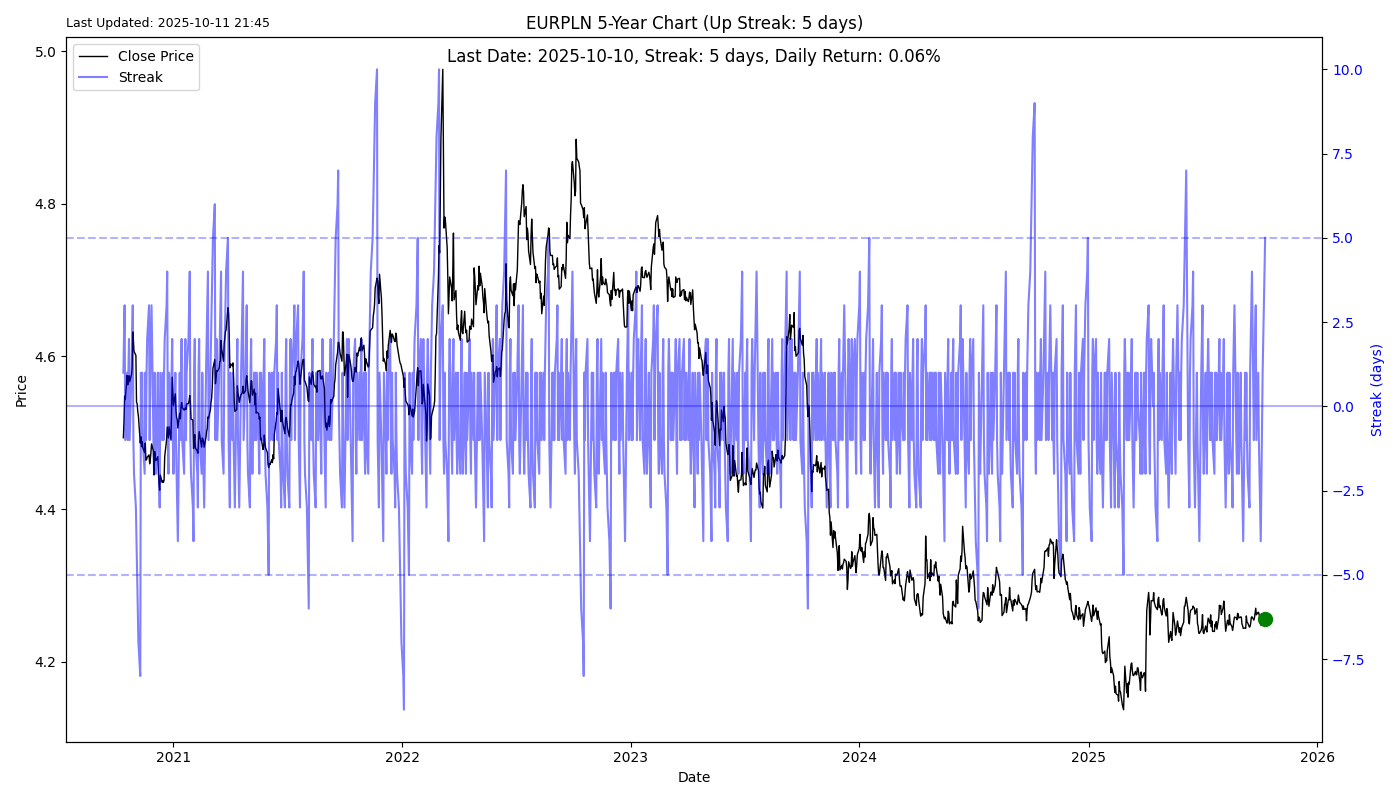 Last Updated: 2025-10-11 21:45
EURPLN 5-Year Chart (Up Streak: 5 days)
Last Date: 2025-10-10, Streak: 5 days, Daily Return: 0.06%
Close Price
Streak
5.0
4.8
4.6
4.4
4.2
Price
10.0
7.5
5.0
2.5
0.0
−2.5
−5.0
−7.5
Streak (days)
2021
2022
2023
2024
2025
2026
Date